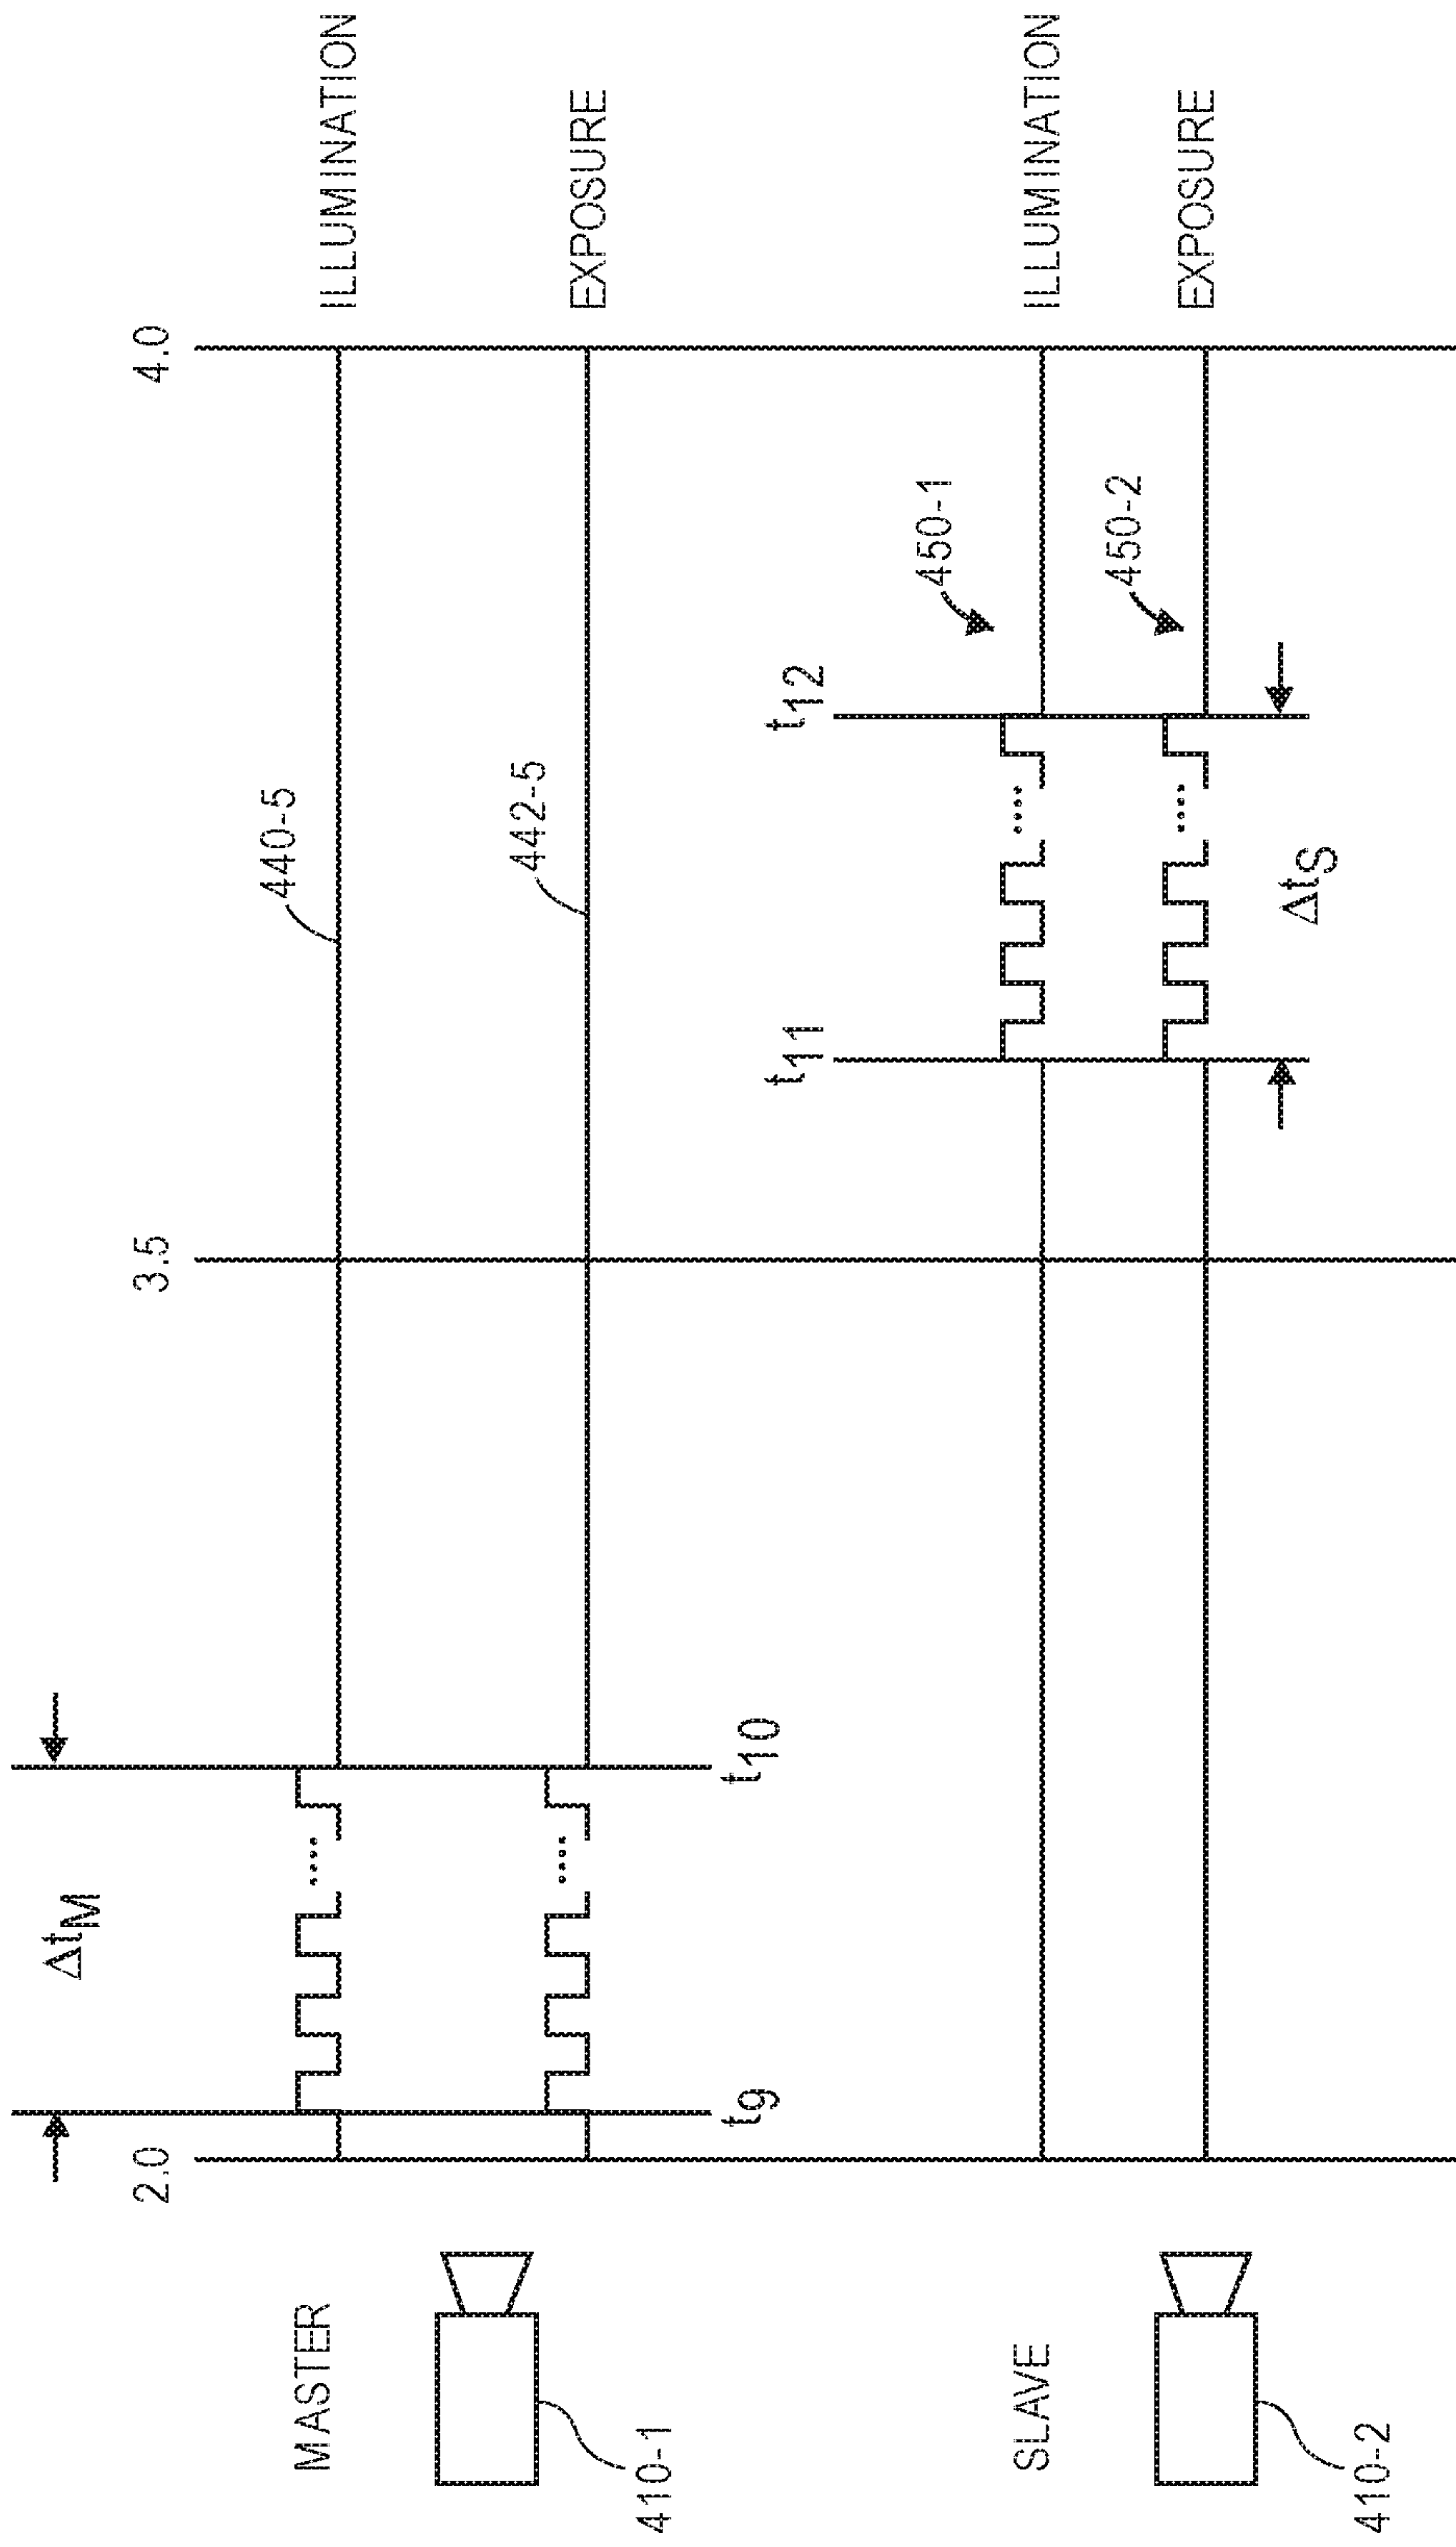 ΔtM
2.0
3.5
4.0
MASTER
440-5
ILLUMINATION
410-1
442-5
EXPOSURE
t9
t10
t11
t12
SLAVE
450-1
ILLUMINATION
450-2
EXPOSURE
410-2
ΔtS